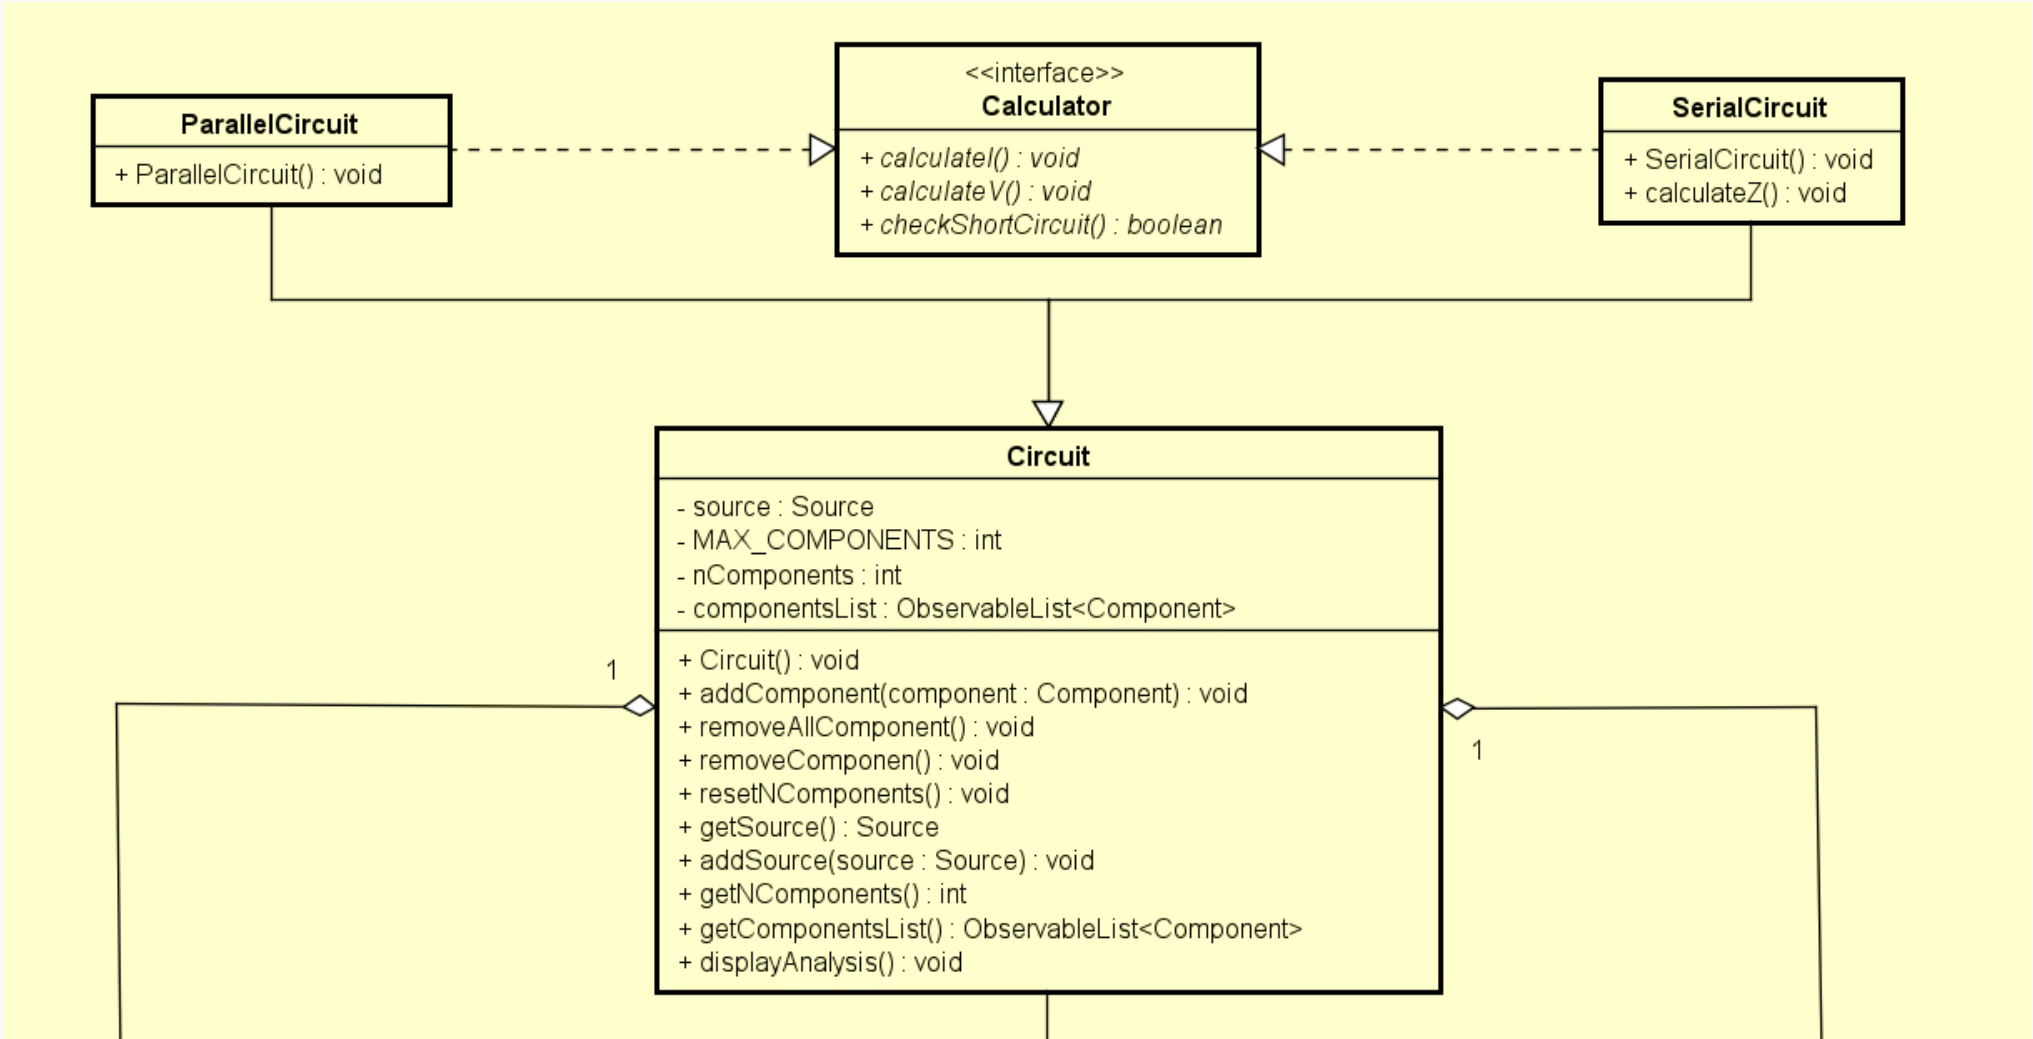 ParallelCircuit
+ ParallelCircuit() : void
<<interface>>
Calculator
+ calculateI() : void
+ calculateV() : void
+ checkShortCircuit() : boolean
SerialCircuit
+ SerialCircuit() : void
+ calculateZ() : void
Circuit
- source : Source
- MAX_COMPONENTS : int
- nComponents : int
- componentsList : ObservableList<Component>
+ Circuit() : void
+ addComponent(component : Component) : void
+ removeAllComponent() : void
+ removeComponen() : void
+ resetNComponents() : void
+ getSource() : Source
+ addSource(source : Source) : void
+ getNComponents() : int
+ getComponentsList() : ObservableList<Component>
+ displayAnalysis() : void
1
1